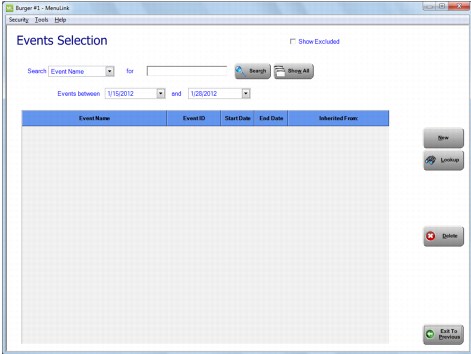 Burger #1 - MenuLink
Security Tools Help
Events Selection
Show Excluded
Search Event Name for Search Show All
Events between 1/15/2012 and 1/28/2012
Event Name Event ID Start Date End Date Inherited From:
New
Lookup
Delete
Exit To
Previous